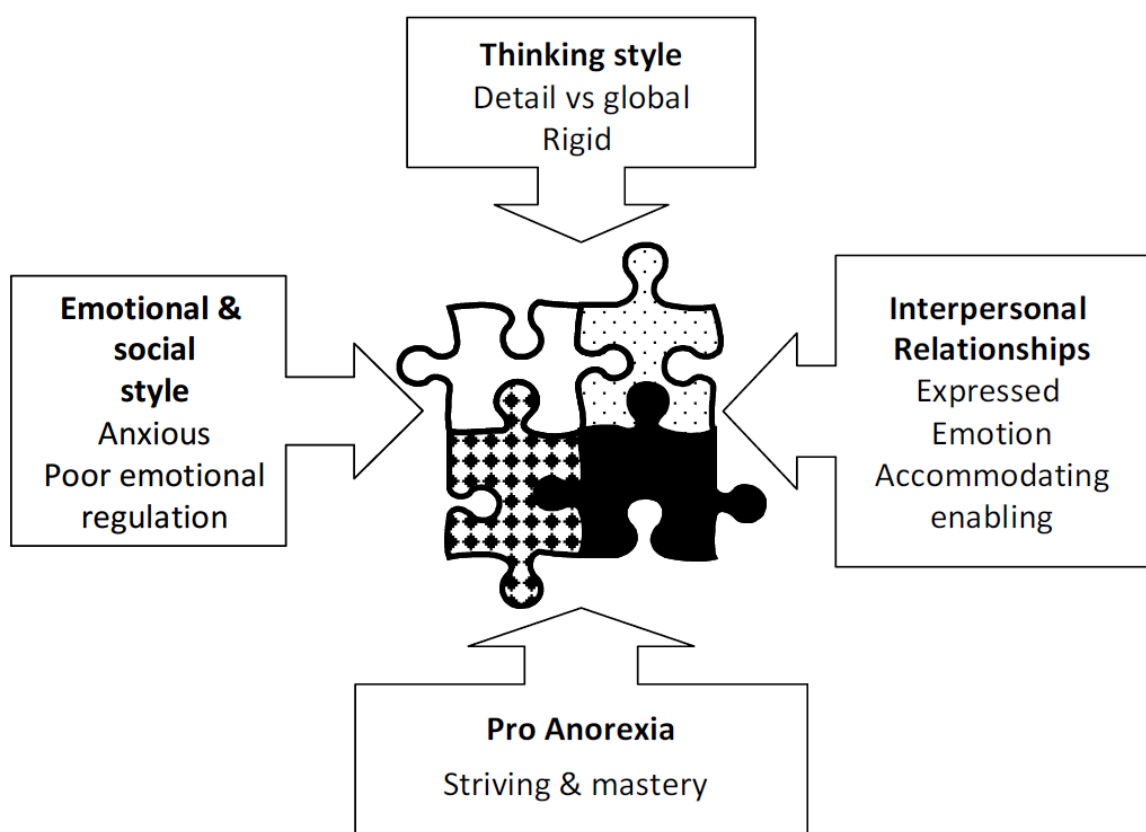 Thinking style
Detail vs global
Rigid
Emotional &
social
style
Anxious
Poor emotional
regulation
Interpersonal
Relationships
Expressed
Emotion
Accommodating
enabling
Pro Anorexia
Striving & mastery